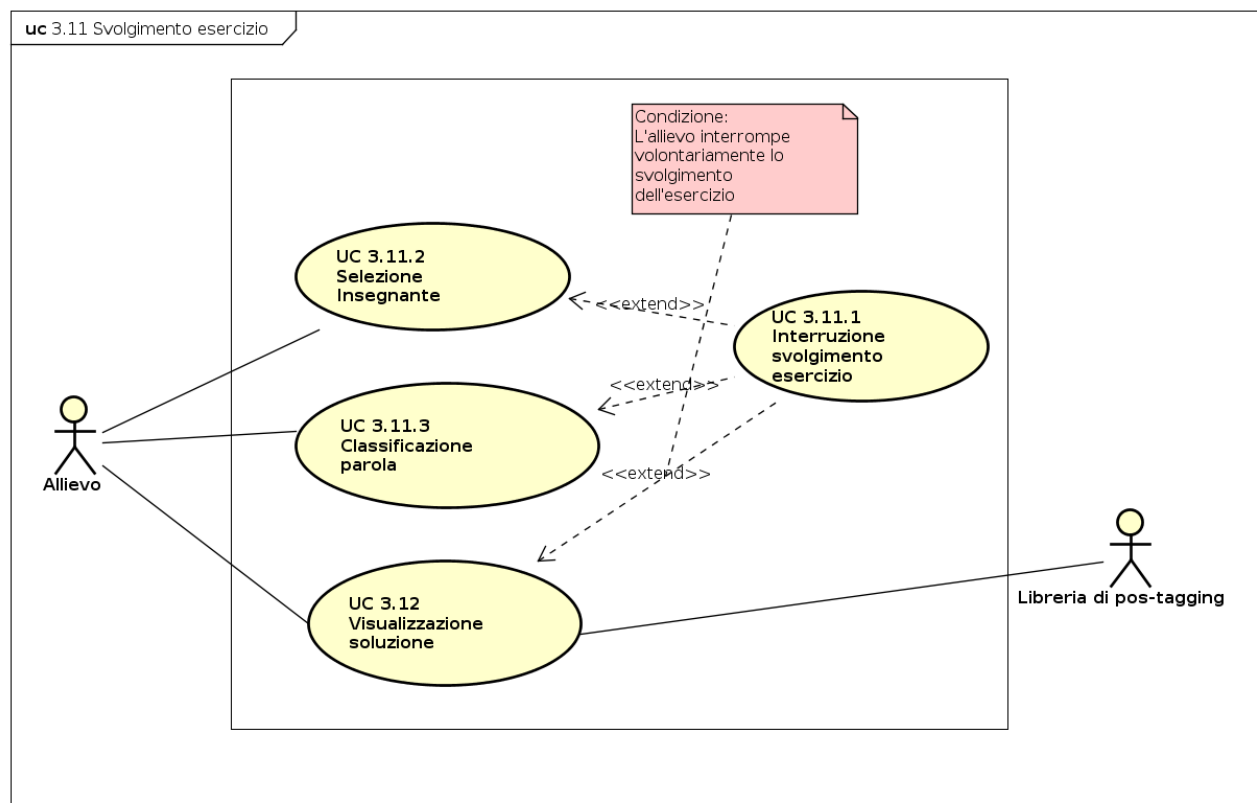 uc 3.11 Svolgimento esercizio
Condizione:
L'allievo interrompe
volontariamente lo
svolgimento
dell'esercizio
UC 3.11.2
Selezione
Insegnante
<<extend>>
UC 3.11.1
Interruzione
svolgimento
esercizio
<<extend>>
UC 3.11.3
Classificazione
parola
<<extend>>
Allievo
UC 3.12
Visualizzazione
soluzione
Libreria di pos-tagging